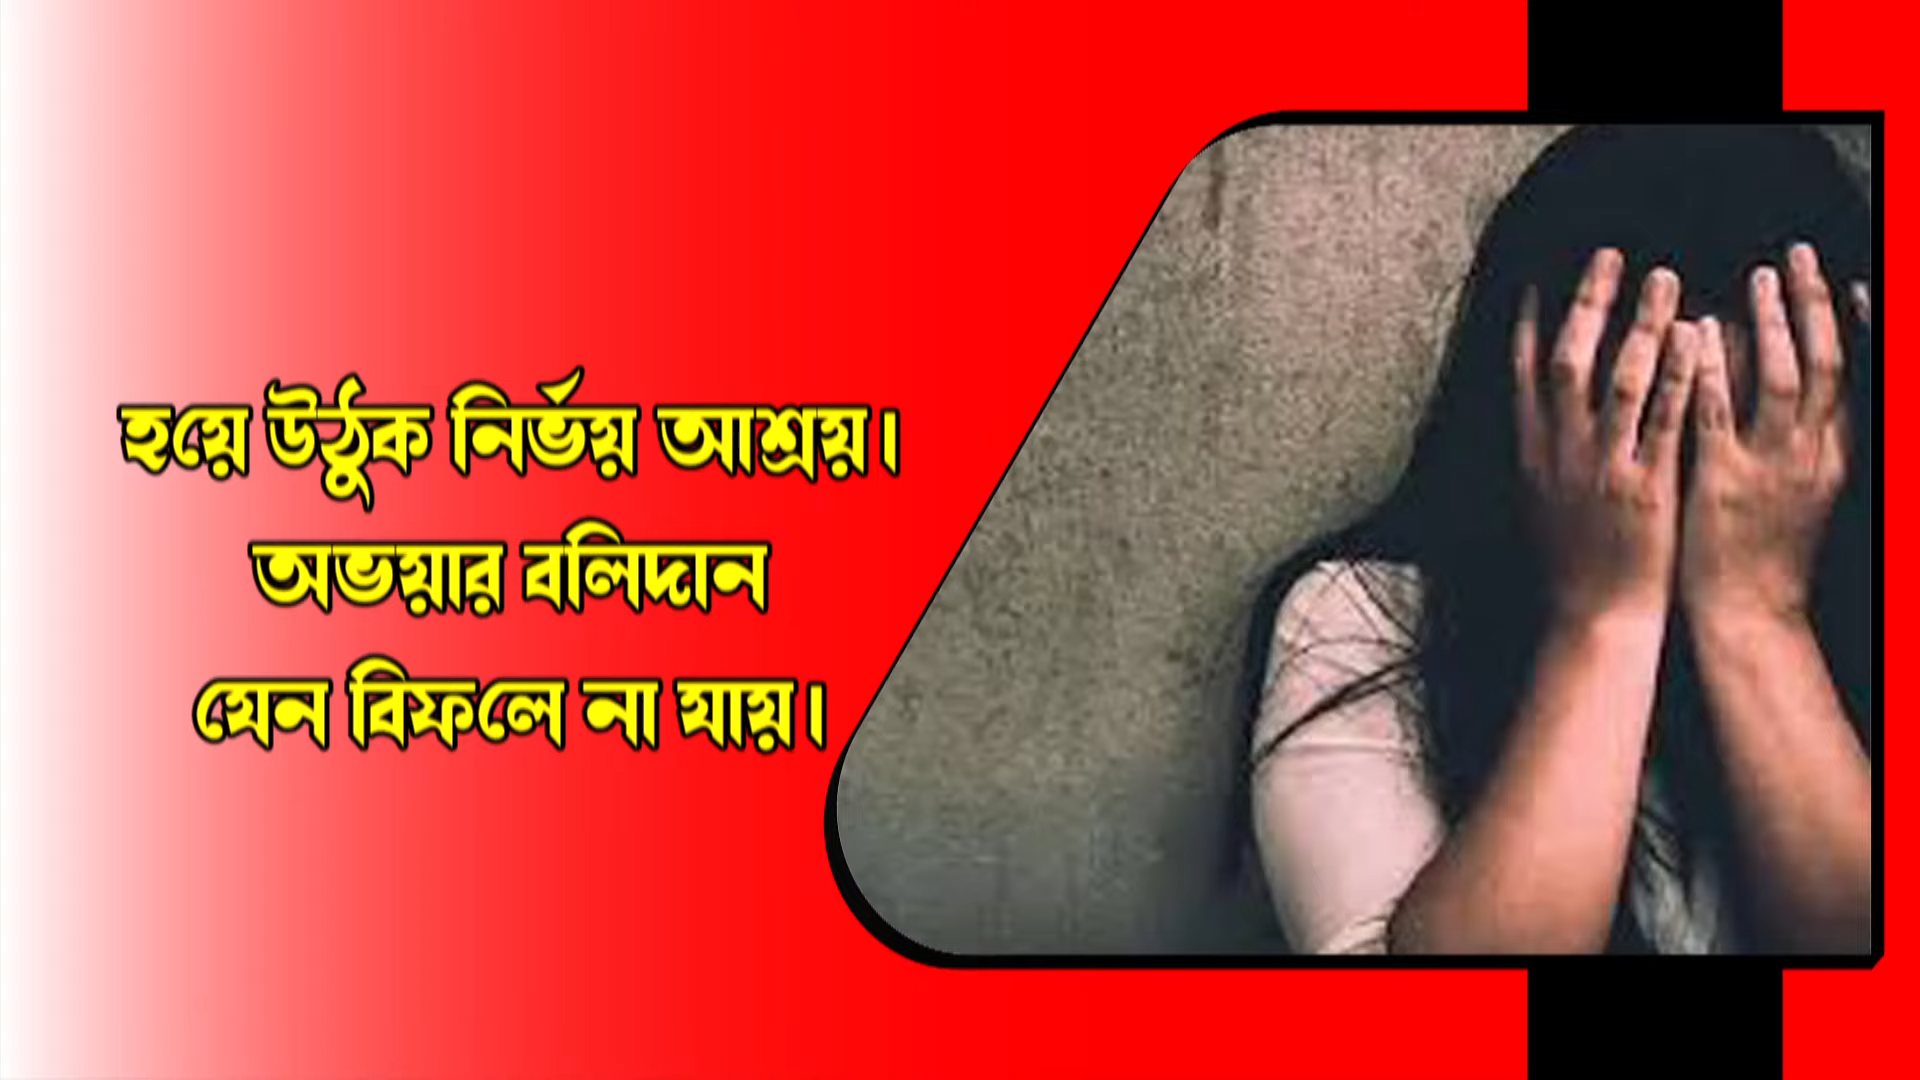 হয়ে উঠুক নির্ভয় আশ্রয়।
অভয়ার বলিদান
যেন বিফলে না যায়।